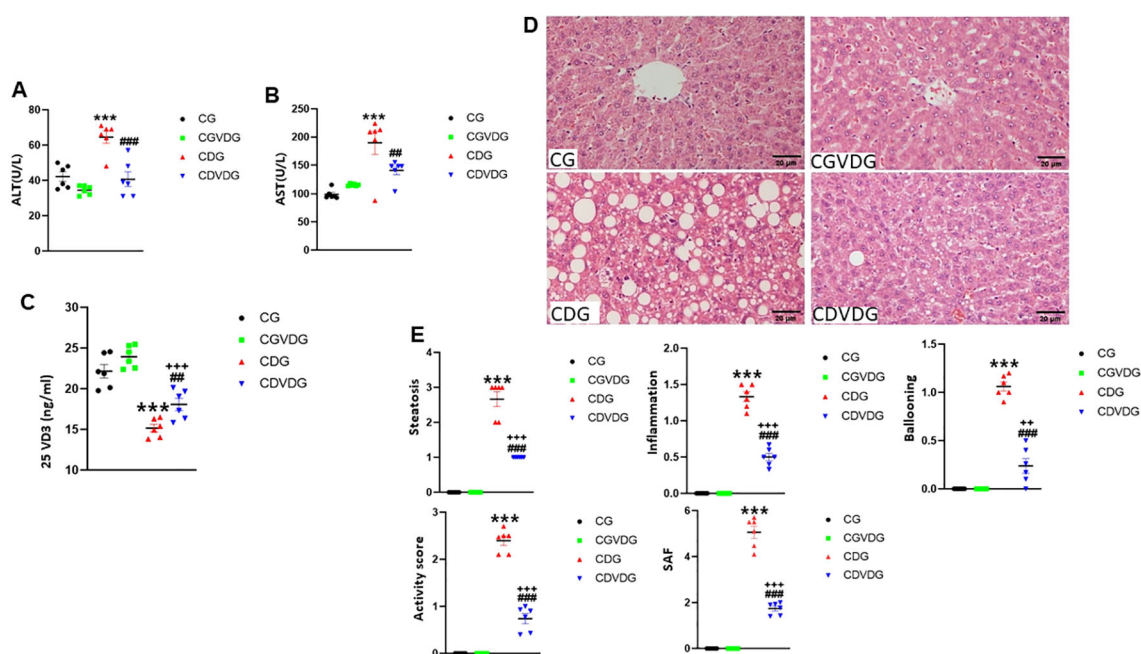 A
ALT(U/L)
80
60
40
20
0
***
###
CG
CGVDG
CDG
CDVDG
B
AST(U/L)
250
200
150
100
50
0
***
##
CG
CGVDG
CDG
CDVDG
C
25 VD3 (ng/ml)
30
25
20
15
10
***
+++
##
CG
CGVDG
CDG
CDVDG
D
CG
20 μm
CGVDG
20 μm
CDG
20 μm
CDVDG
20 μm
E
Steatosis
4
3
2
1
0
***
+++
###
CG
CGVDG
CDG
CDVDG
Inflammation
2.0
1.5
1.0
0.5
0.0
***
+++
###
CG
CGVDG
CDG
CDVDG
Ballooning
1.5
1.0
0.5
0.0
***
++
###
CG
CGVDG
CDG
CDVDG
Activity score
3
2
1
0
***
+++
###
CG
CGVDG
CDG
CDVDG
SAF
6
4
2
0
***
+++
###
CG
CGVDG
CDG
CDVDG